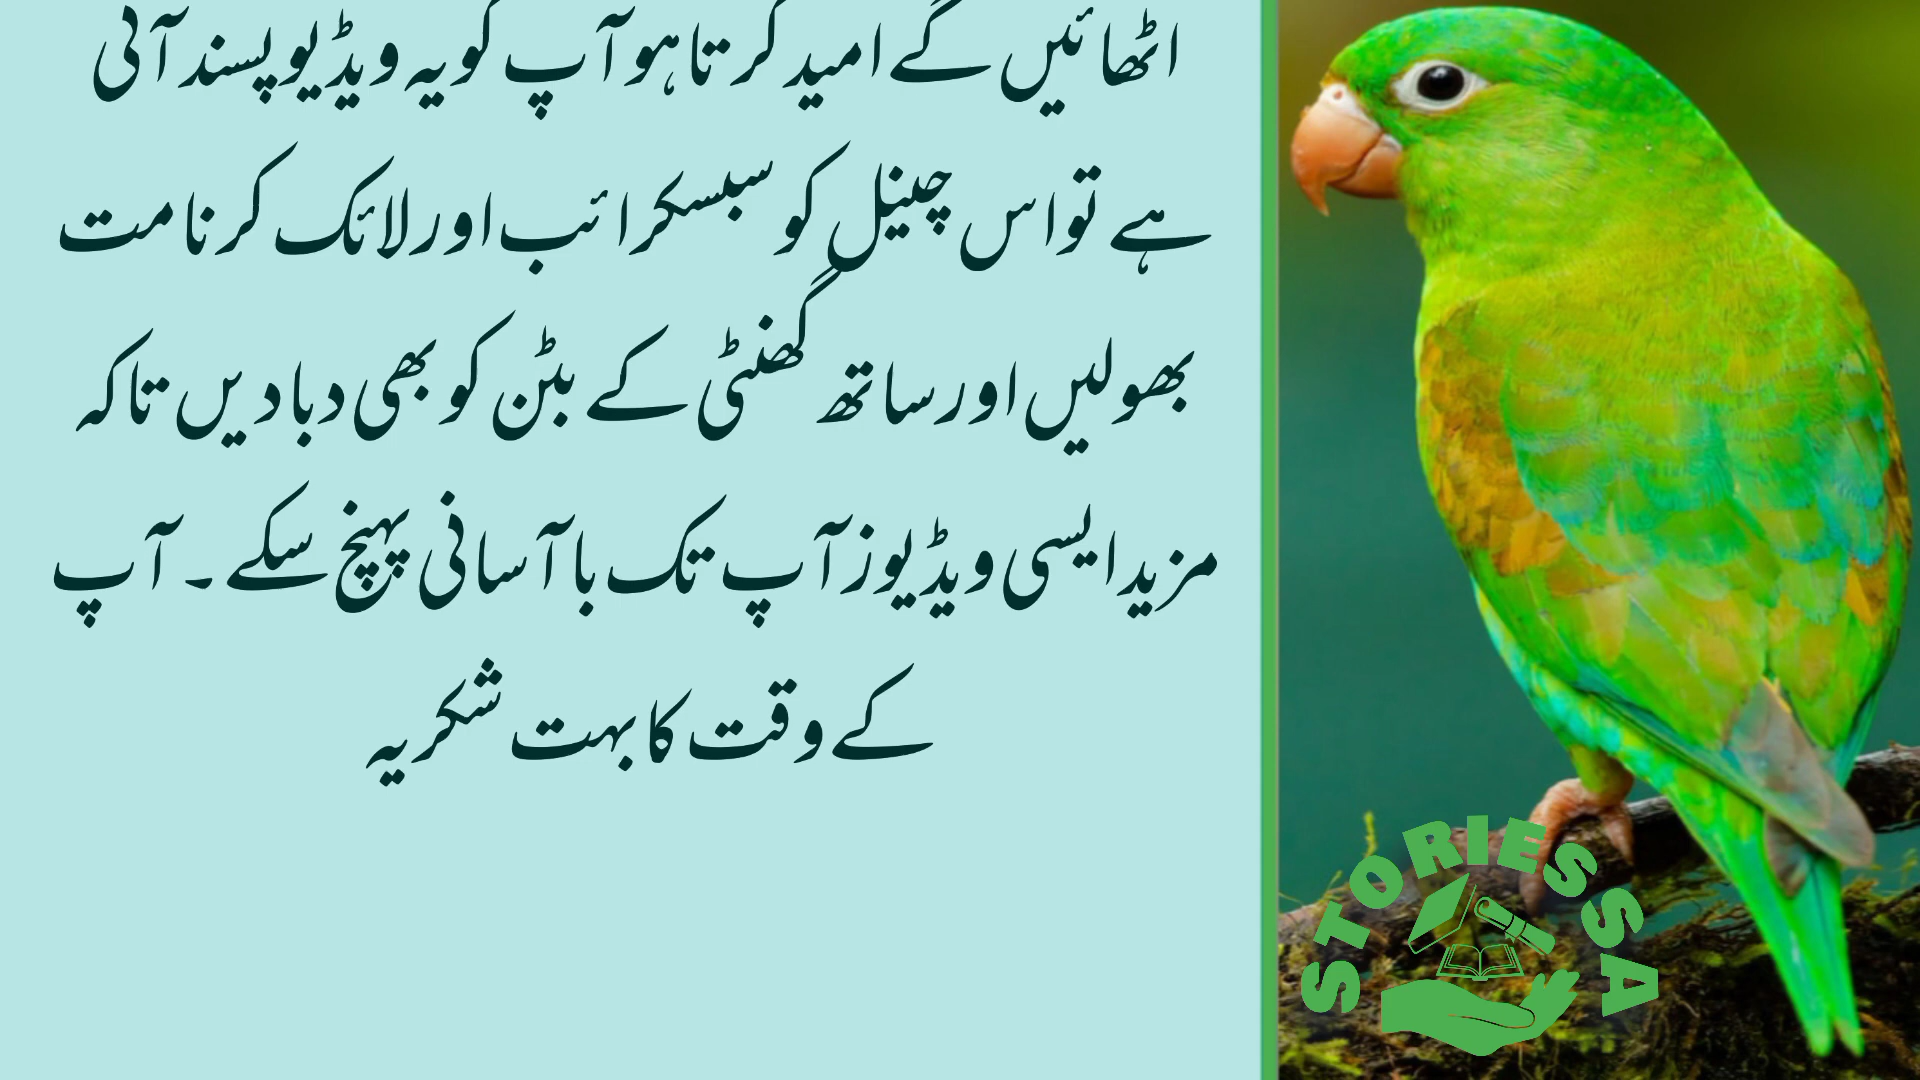 اٹھائیں گے امید کرتا ہو آپ کو یہ ویڈیو پسند آئی
ہے تو اس چینل کو سبسکرائب اور لائک کرنا مت
بھولیں اور ساتھ گھنٹی کے بٹن کو بھی دبا دیں تاکہ
مزید ایسی ویڈیوز آپ تک با آسانی پہنچ سکے ۔ آپ
کے وقت کا بہت شکریہ
STORIESSA